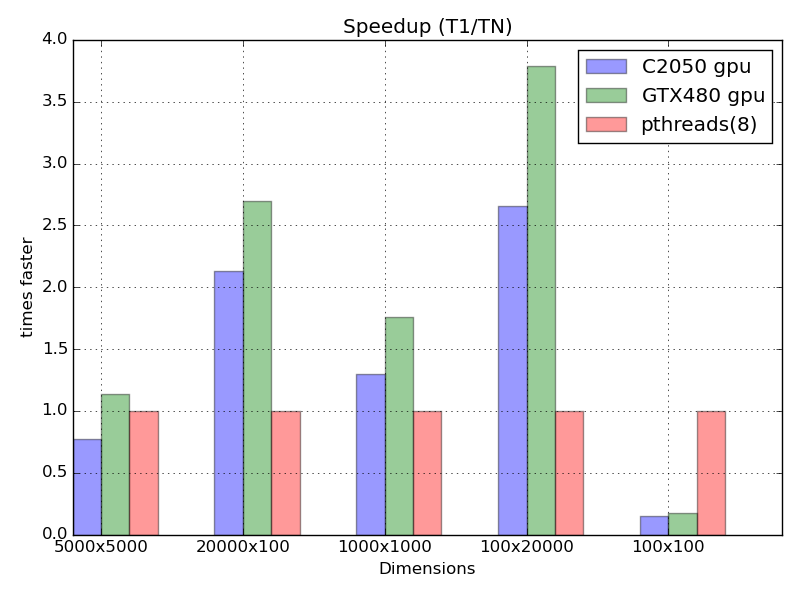 Speedup (T1/TN)
4.0
3.5
3.0
2.5
2.0
1.5
1.0
0.5
0.0
times faster
C2050 gpu
GTX480 gpu
pthreads(8)
5000x5000 20000x100 1000x1000 100x20000 100x100
Dimensions